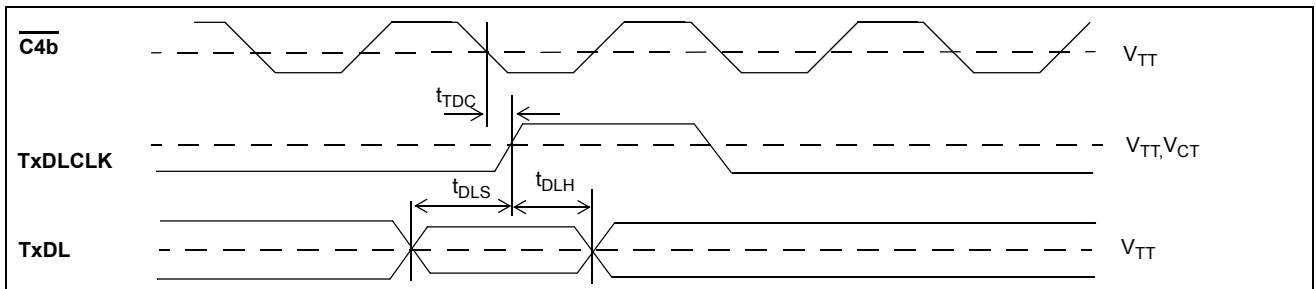 C4b
V_TT
t_TDC
TxDLCLK
V_TT,V_CT
t_DLS t_DLH
TxDL
V_TT